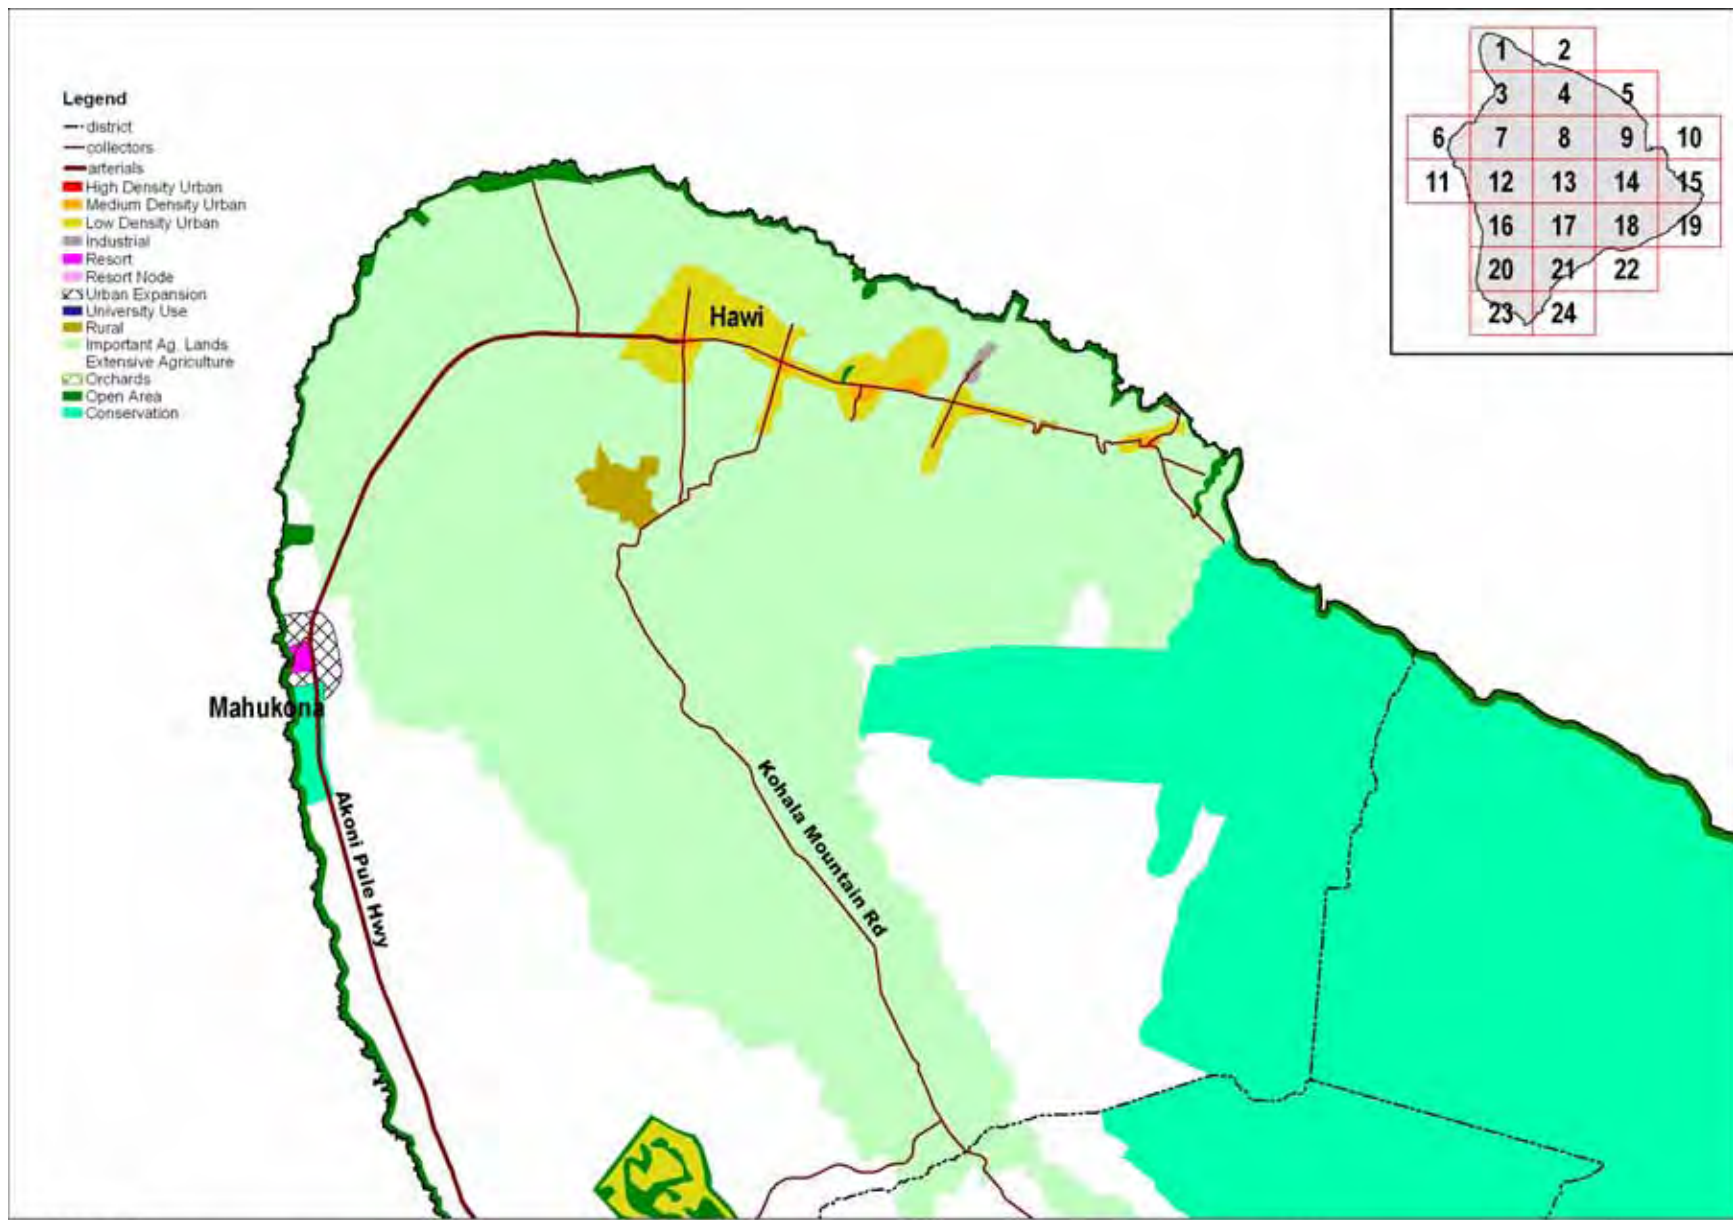 Legend
district
collectors
arterials
High Density Urban
Medium Density Urban
Low Density Urban
Industrial
Resort
Resort Node
Urban Expansion
University Use
Rural
Important Ag. Lands
Extensive Agriculture
Orchards
Open Area
Conservation
Hawi
Mahukona
Akoni Pule Hwy
Kohala Mountain Rd
1 2
3 4 5
6 7 8 9 10
11 12 13 14 15
16 17 18 19
20 21 22
23 24